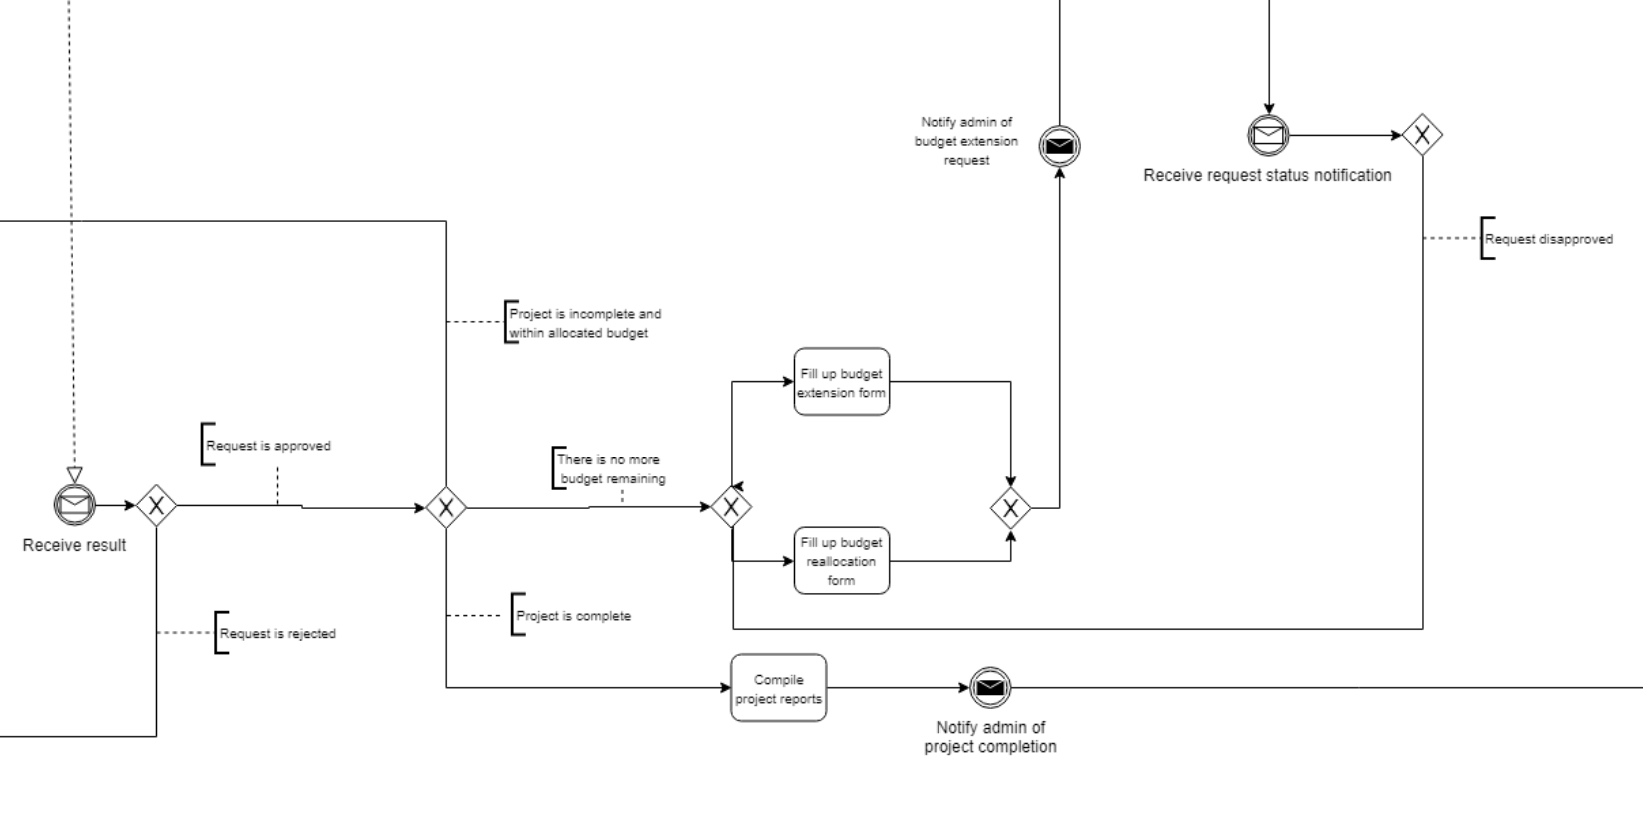 Notify admin of
budget extension
request
Receive request status notification
Request disapproved
Project is incomplete and
within allocated budget
Fill up budget
extension form
Request is approved
There is no more
budget remaining
Receive result
Fill up budget
reallocation
form
Project is complete
Request is rejected
Compile
project reports
Notify admin of
project completion